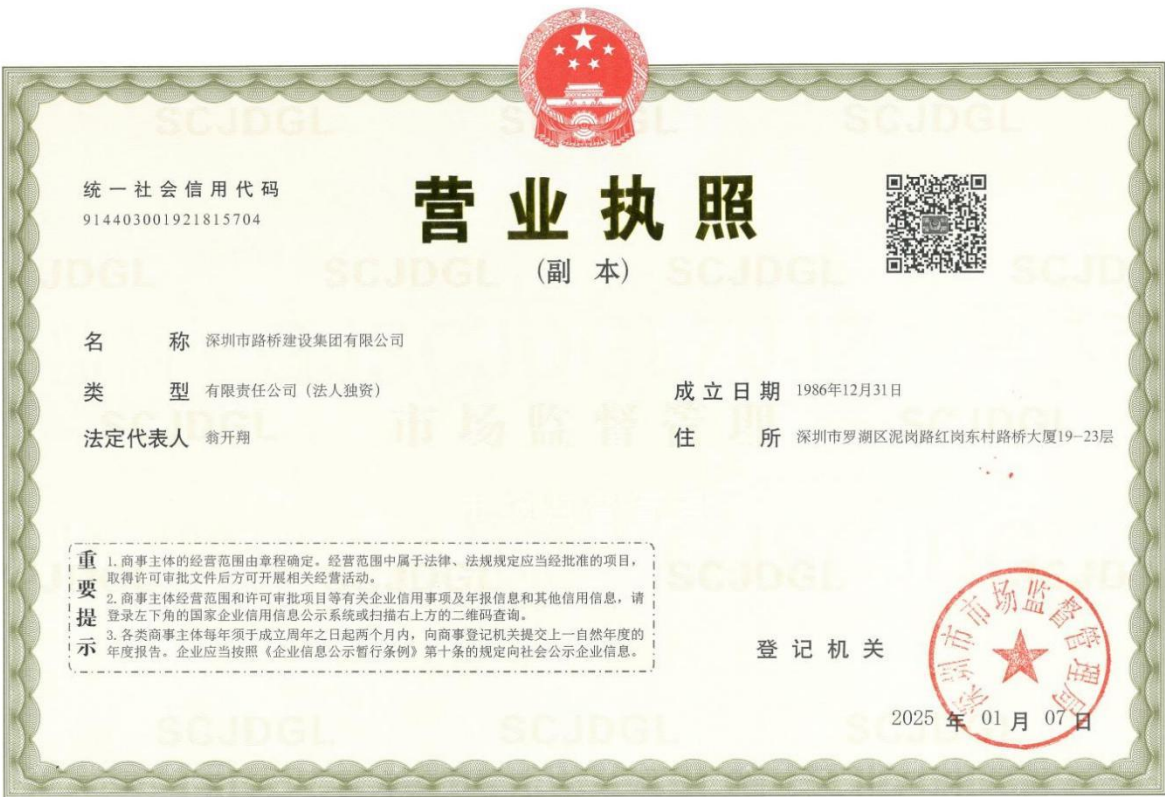 统一社会信用代码
914403001921815704
营业执照
(副 本)
名 称 深圳市路桥建设集团有限公司
类 型 有限责任公司（法人独资）
法定代表人 翁开翔
成立日期 1986年12月31日
住 所 深圳市罗湖区泥岗路红岗东村路桥大厦19-23层
重要提示
1.商事主体的经营范围由章程确定。经营范围中属于法律、法规规定应当经批准的项目，
取得许可审批文件后方可开展相关经营活动。
2.商事主体经营范围和许可审批项目等有关企业信用事项及年报信息和其他信用信息，请
登录左下角的国家企业信用信息公示系统或扫描右上方的二维码查询。
3.各类商事主体每年须于成立周年之日起两个月内，向商事登记机关提交上一自然年度的
年度报告。企业应当按照《企业信息公示暂行条例》第十条的规定向社会公示企业信息。
登记机关
深圳市市场监督管理局
2025 年 01 月 07 日
SCJDGL
市场监督管理